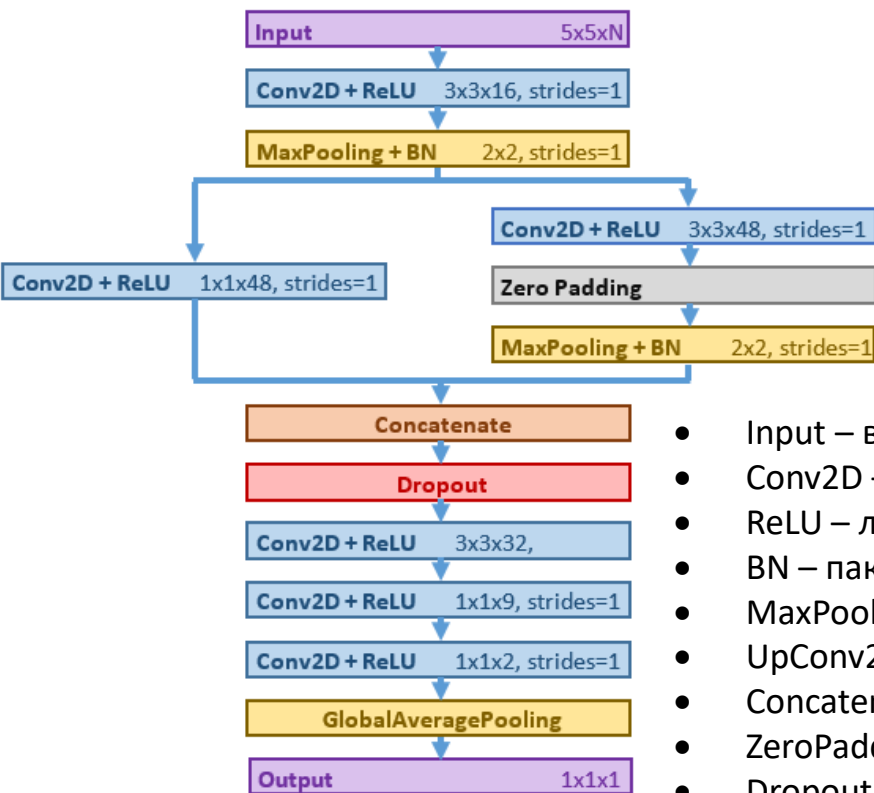 Input 5x5xN
Conv2D + ReLU 3x3x16, strides=1
MaxPooling + BN 2x2, strides=1
Conv2D + ReLU 3x3x48, strides=1
Conv2D + ReLU 1x1x48, strides=1
Zero Padding
MaxPooling + BN 2x2, strides=1
Concatenate
Dropout
Conv2D + ReLU 3x3x32,
Conv2D + ReLU 1x1x9, strides=1
Conv2D + ReLU 1x1x2, strides=1
GlobalAveragePooling
Output 1x1x1
• Input –
• Conv2D
• ReLU –
• BN –
•
•
•
•
•